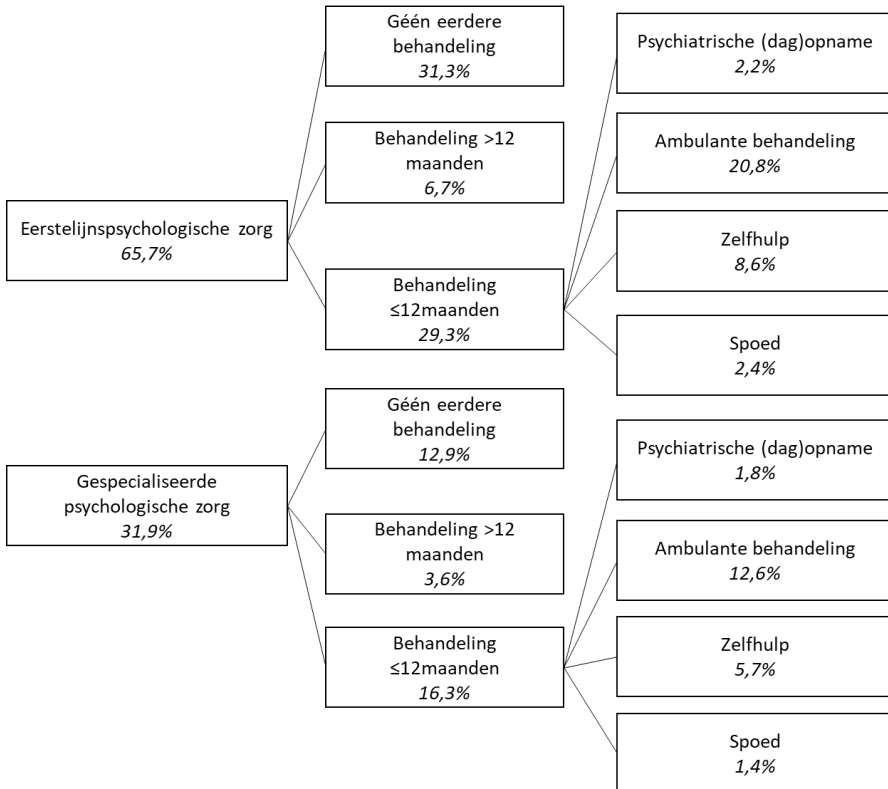 Eerstelijnspsychologische zorg
65,7%
Géén eerdere
behandeling
31,3%
Behandeling >12
maanden
6,7%
Behandeling
≤12maanden
29,3%
Psychiatrische (dag)opname
2,2%
Ambulante behandeling
20,8%
Zelfhulp
8,6%
Spoed
2,4%
Gespecialiseerde
psychologische zorg
31,9%
Géén eerdere
behandeling
12,9%
Behandeling >12
maanden
3,6%
Behandeling
≤12maanden
16,3%
Psychiatrische (dag)opname
1,8%
Ambulante behandeling
12,6%
Zelfhulp
5,7%
Spoed
1,4%